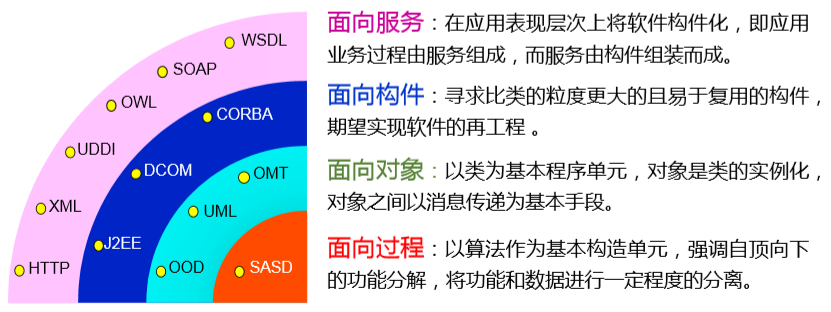 WSDL
SOAP
OWL
UDDI
XML
HTTP
CORBA
DCOM
J2EE
OMT
UML
OOD
SASD
面向服务：在应用表现层次上将软件构件化，即应用
业务过程由服务组成，而服务由构件组装而成。
面向构件：寻求比类的粒度更大的且易于复用的构件，
期望实现软件的再工程 。
面向对象：以类为基本程序单元，对象是类的实例化，
对象之间以消息传递为基本手段。
面向过程：以算法作为基本构造单元，强调自顶向下
的功能分解，将功能和数据进行一定程度的分离。